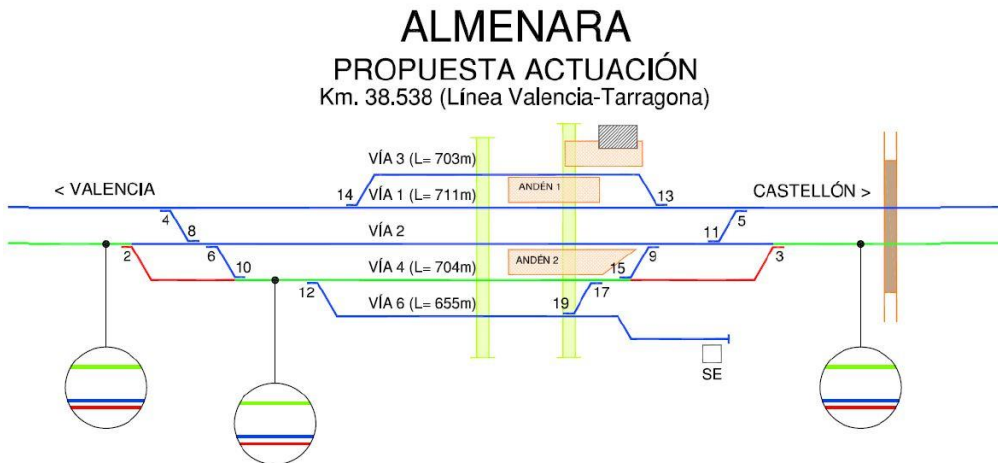 ALMENARA
PROPUESTA ACTUACIÓN
Km. 38.538 (Línea Valencia-Tarragona)
VÍA 3 (L= 703m)
< VALENCIA
14
VÍA 1 (L= 711m)
ANDÉN 1
13
CASTELLÓN >
4
8
VÍA 2
11
5
2
6
10
VÍA 4 (L= 704m)
ANDÉN 2
15
9
3
12
VÍA 6 (L= 655m)
19
17
SE